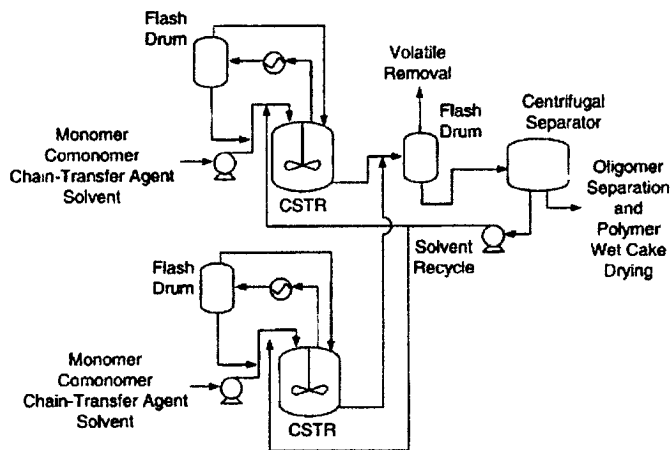 Flash
Drum
Volatile
Removal
Flash
Drum
Centrifugal
Separator
Monomer
Comonomer
Chain-Transfer Agent
Solvent
CSTR
Oligomer
Separation
and
Polymer
Wet Cake
Drying
Solvent
Recycle
Flash
Drum
Monomer
Comonomer
Chain-Transfer Agent
Solvent
CSTR